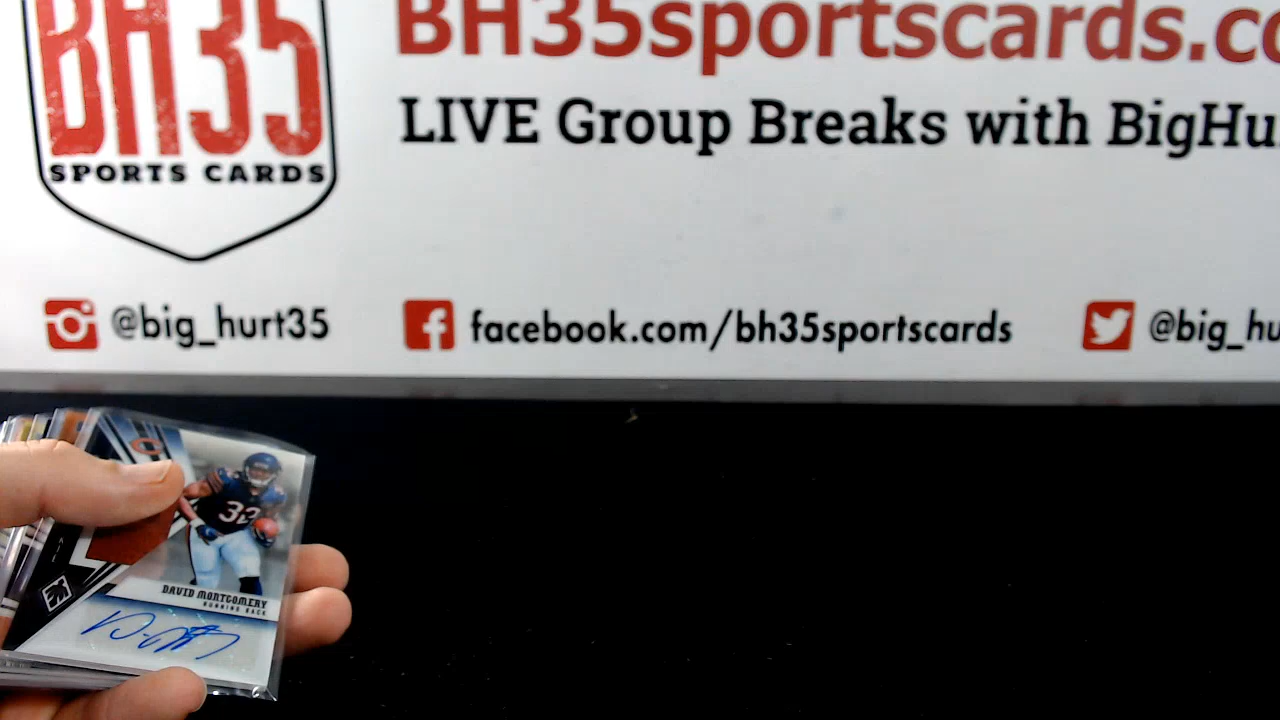 BH35
SPORTS CARDS
BH35sportscards.co
LIVE Group Breaks with BigHu
@big_hurt35
facebook.com/bh35sportscards
@big_hu
32
DAVID MONTGOMERY
RUNNING BACK